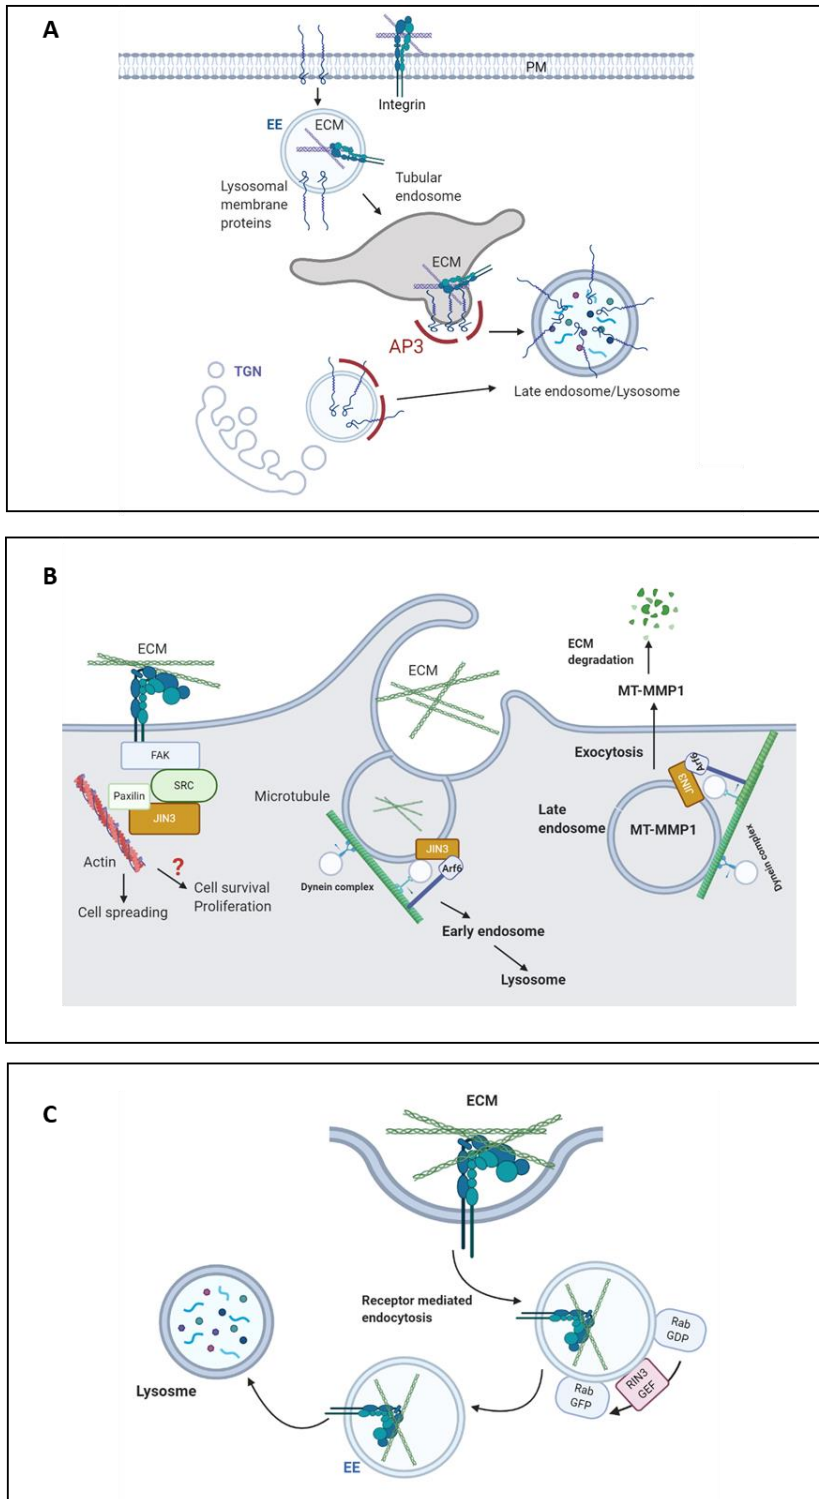 A
PM
Integrin
EE
ECM
Lysosomal
membrane
proteins
Tubular
endosome
ECM
AP3
TGN
Late endosome/Lysosome
B
ECM
FAK
SRC
Paxilin
JIN3
Actin
?
Cell spreading
Cell survival
Proliferation
ECM
Microtubule
JIN3
Arf6
Dynein complex
Early endosome
Lysosome
ECM
degradation
MT-MMP1
Exocytosis
Arf6
JIN3
Late
endosome
MT-MMP1
Dynein complex
C
ECM
Receptor mediated
endocytosis
Rab
GDP
RIN3
GEF
Rab
GFP
Lysosme
EE